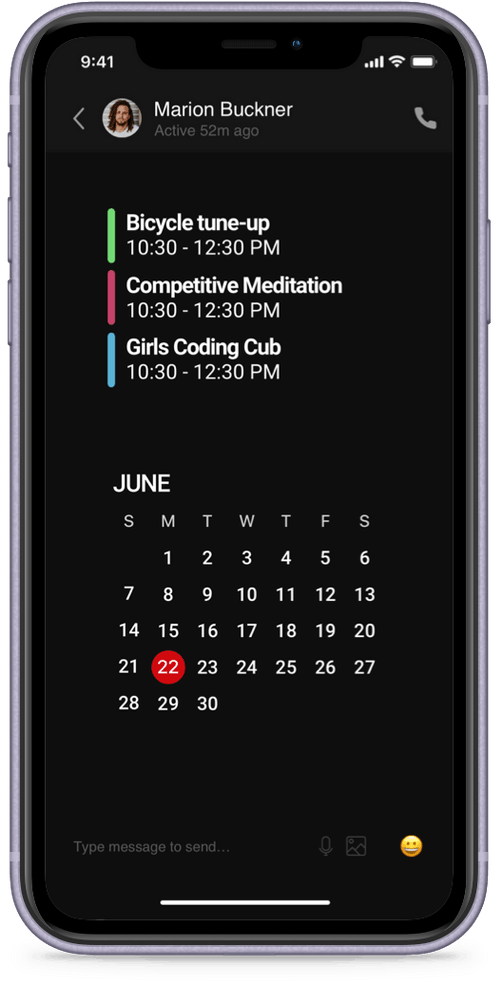 9:41
Marion Buckner
Active 52m ago
Bicycle tune-up
10:30 - 12:30 PM
Competitive Meditation
10:30 - 12:30 PM
Girls Coding Cub
10:30 - 12:30 PM
JUNE
S M T W T F S
1 2 3 4 5 6
7 8 9 10 11 12 13
14 15 16 17 18 19 20
21 22 23 24 25 26 27
28 29 30
Type message to send...